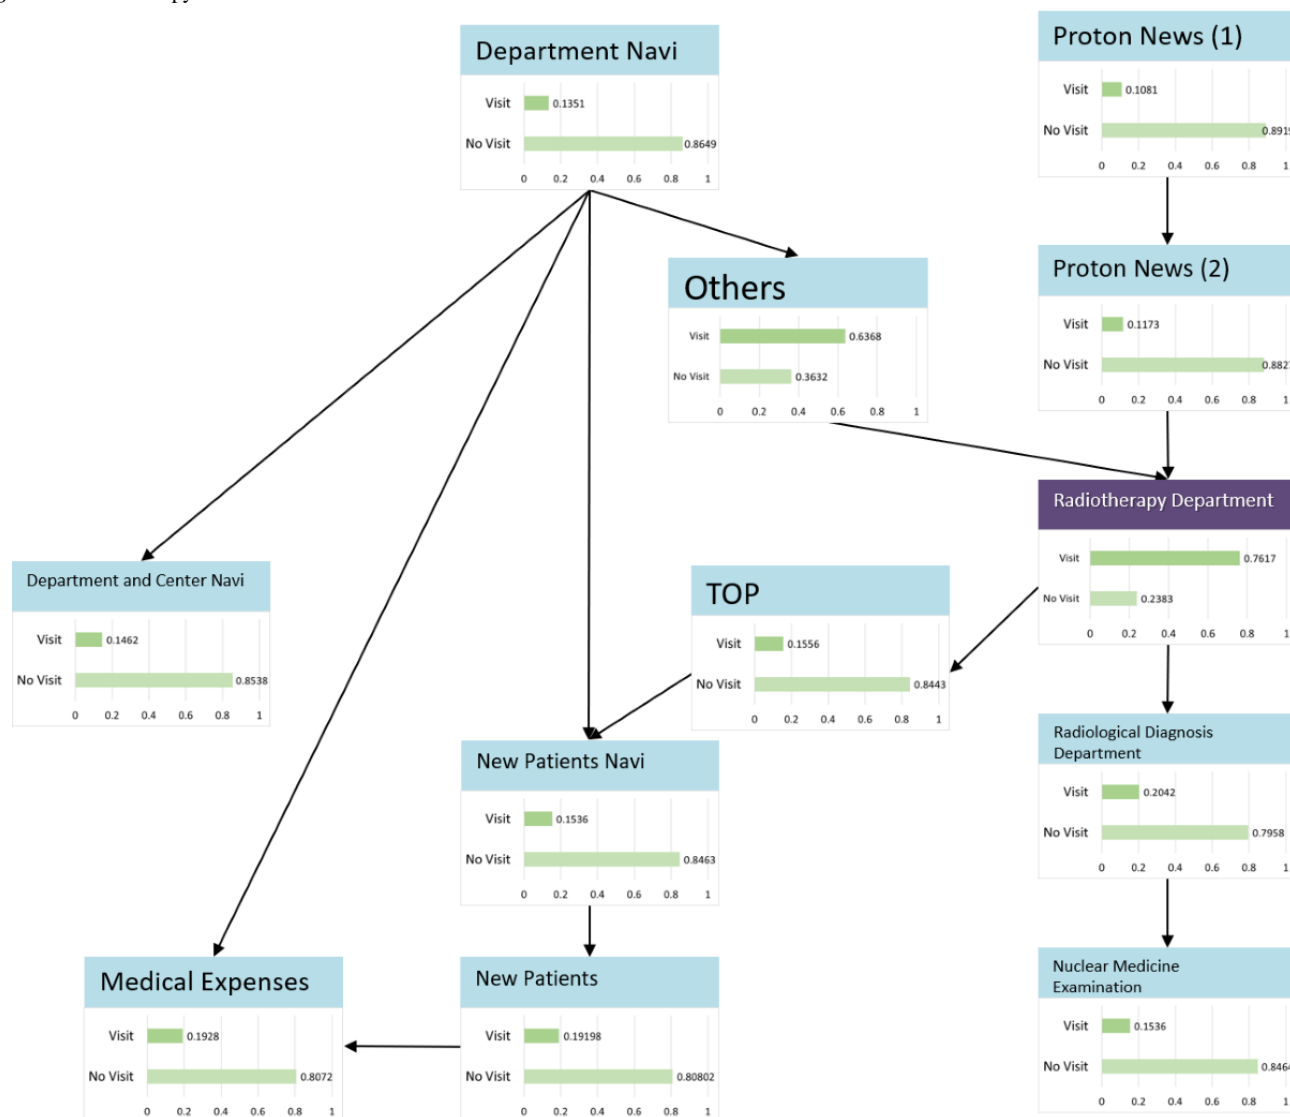 Department Navi
Visit 0.1351
No Visit 0.8649
0 0.2 0.4 0.6 0.8 1
Proton News (1)
Visit 0.1081
No Visit 0.8919
0 0.2 0.4 0.6 0.8 1
Others
Visit 0.6368
No Visit 0.3632
0 0.2 0.4 0.6 0.8 1
Proton News (2)
Visit 0.1173
No Visit 0.882
0 0.2 0.4 0.6 0.8 1
Radiotherapy Department
Visit 0.7617
No Visit 0.2383
0 0.2 0.4 0.6 0.8 1
Department and Center Navi
Visit 0.1462
No Visit 0.8538
0 0.2 0.4 0.6 0.8 1
TOP
Visit 0.1556
No Visit 0.8443
0 0.2 0.4 0.6 0.8 1
New Patients Navi
Visit 0.1536
No Visit 0.8463
0 0.2 0.4 0.6 0.8 1
Radiological Diagnosis
Department
Visit 0.2042
No Visit 0.7958
0 0.2 0.4 0.6 0.8 1
Medical Expenses
Visit 0.1928
No Visit 0.8072
0 0.2 0.4 0.6 0.8 1
New Patients
Visit 0.19198
No Visit 0.80802
0 0.2 0.4 0.6 0.8 1
Nuclear Medicine
Examination
Visit 0.1536
No Visit 0.8464
0 0.2 0.4 0.6 0.8 1